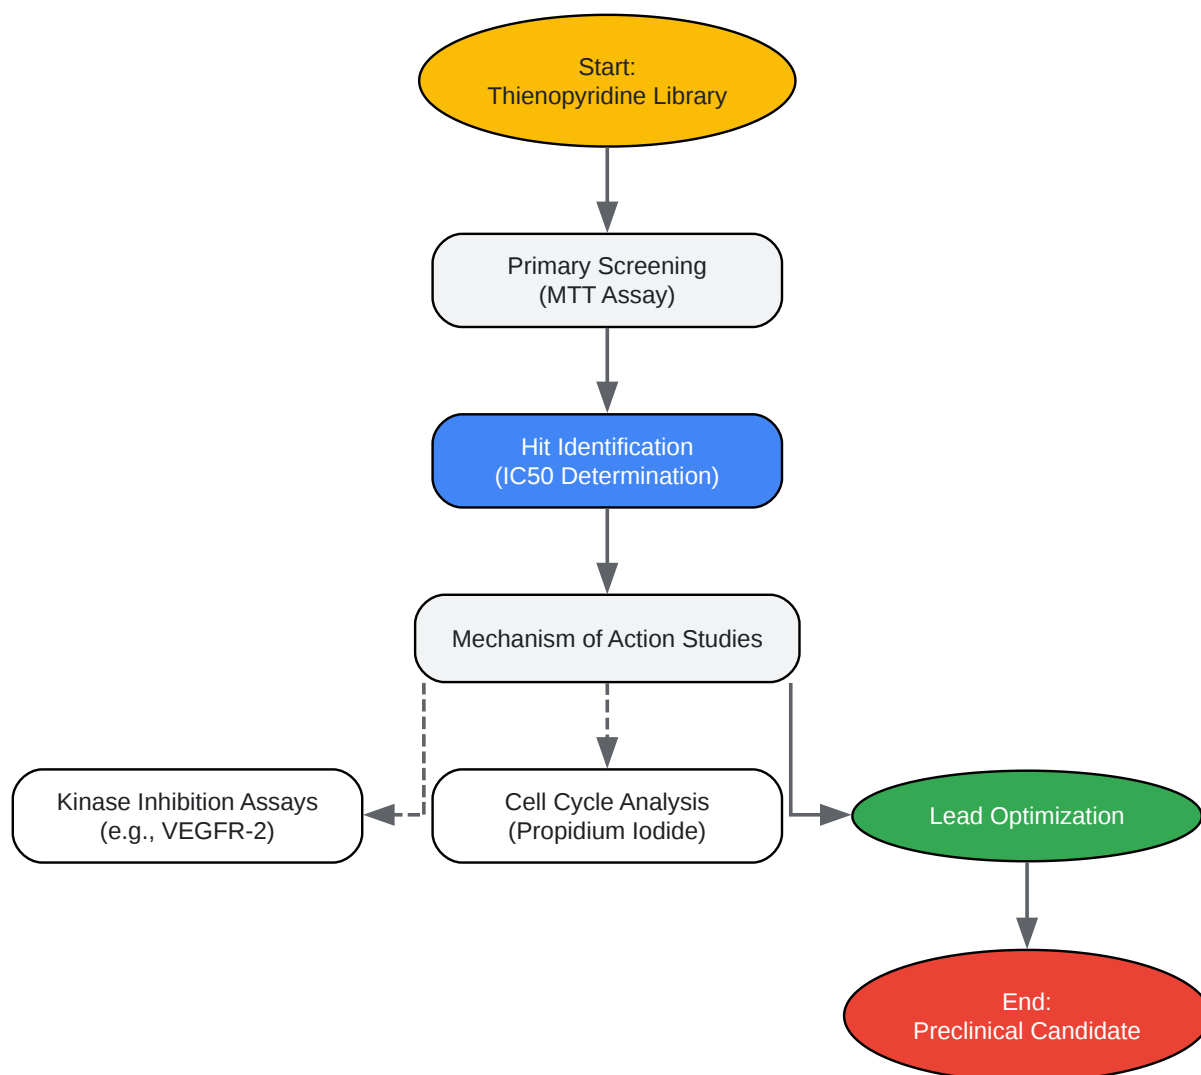 Start:
Thienopyridine Library
Primary Screening
(MTT Assay)
Hit Identification
(IC50 Determination)
Mechanism of Action Studies
Kinase Inhibition Assays
(e.g., VEGFR-2)
Cell Cycle Analysis
(Propidium Iodide)
Lead Optimization
End:
Preclinical Candidate